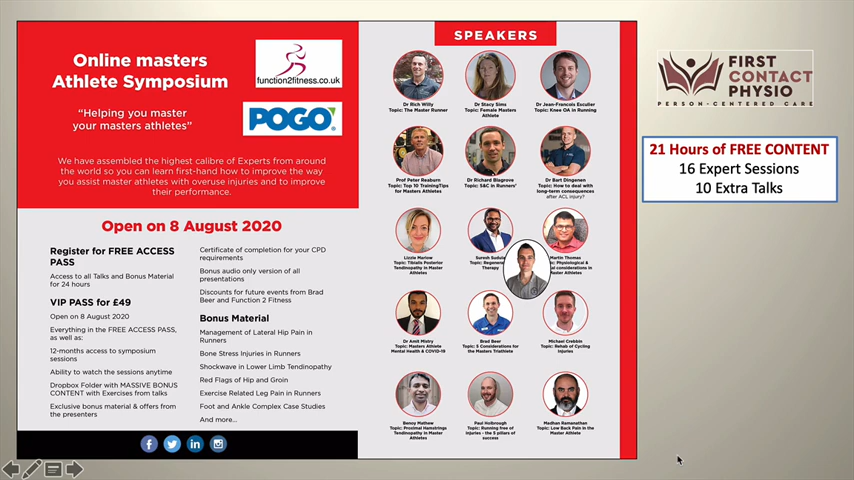 Online masters
Athlete Symposium
function2fitness.co.uk
"Helping you master
your masters athletes"
POGO
We have assembled the highest calibre of Experts from around
the world so you can learn first-hand how to improve the way
you assist master athletes with overuse injuries and to improve
their performance.
Open on 8 August 2020
Register for FREE ACCESS
PASS
Access to all Talks and Bonus Material
for 24 hours
VIP PASS for £49
Open on 8 August 2020
Everything in the FREE ACCESS PASS,
as well as:
12-months access to symposium
sessions
Ability to watch the sessions anytime
Dropbox Folder with MASSIVE BONUS
CONTENT with Exercises from talks
Exclusive bonus material & offers from
the presenters
Certificate of completion for your CPD
requirements
Bonus audio only version of all
presentations
Discounts for future events from Brad
Beer and Function 2 Fitness
Bonus Material
Management of Lateral Hip Pain in
Runners
Bone Stress Injuries in Runners
Shockwave in Lower Limb Tendinopathy
Red Flags of Hip and Groin
Exercise Related Leg Pain in Runners
Foot and Ankle Complex Case Studies
And more...
SPEAKERS
Dr Rich Willy
Topic: The Master Runner
Dr Stacy Sims
Topic: Female Masters
Athlete
Dr Jean-Francois Esculier
Topic: Knee OA in Running
Prof Peter Reaburn
Topic: Top 10 TrainingTips
for Masters Athletes
Dr Richard Blagrove
Topic: S&C in Runners'
Dr Bart Dingenen
Topic: How to deal with
long-term consequences
after ACL injury?
Lizzie Marlow
Topic: Tibialis Posterior
Tendinopathy in Master
Athletes
Suresh
Topic:
Therapy
Martin Thomas
Physiological &
considerations in
Athletes
Dr Amit Mistry
Topic: Masters Athlete
Mental Health & COVID-19
Brad Beer
Topic: 5 Considerations for
the Masters Triathlete
Michael Crebbin
Topic: Rehab of Cycling
Injuries
Benoy Mathew
Topic: Proximal Hamstrings
Tendinopathy in Master
Athletes
Paul Holbrough
Topic: Running free of
injuries - the 5 pillars of
success
Madhan Ramanathan
Topic: Low Back Pain in the
Master Athlete
FIRST
CONTACT
PHYSIO
PERSON-CENTERED CARE
21 Hours of FREE CONTENT
16 Expert Sessions
10 Extra Talks